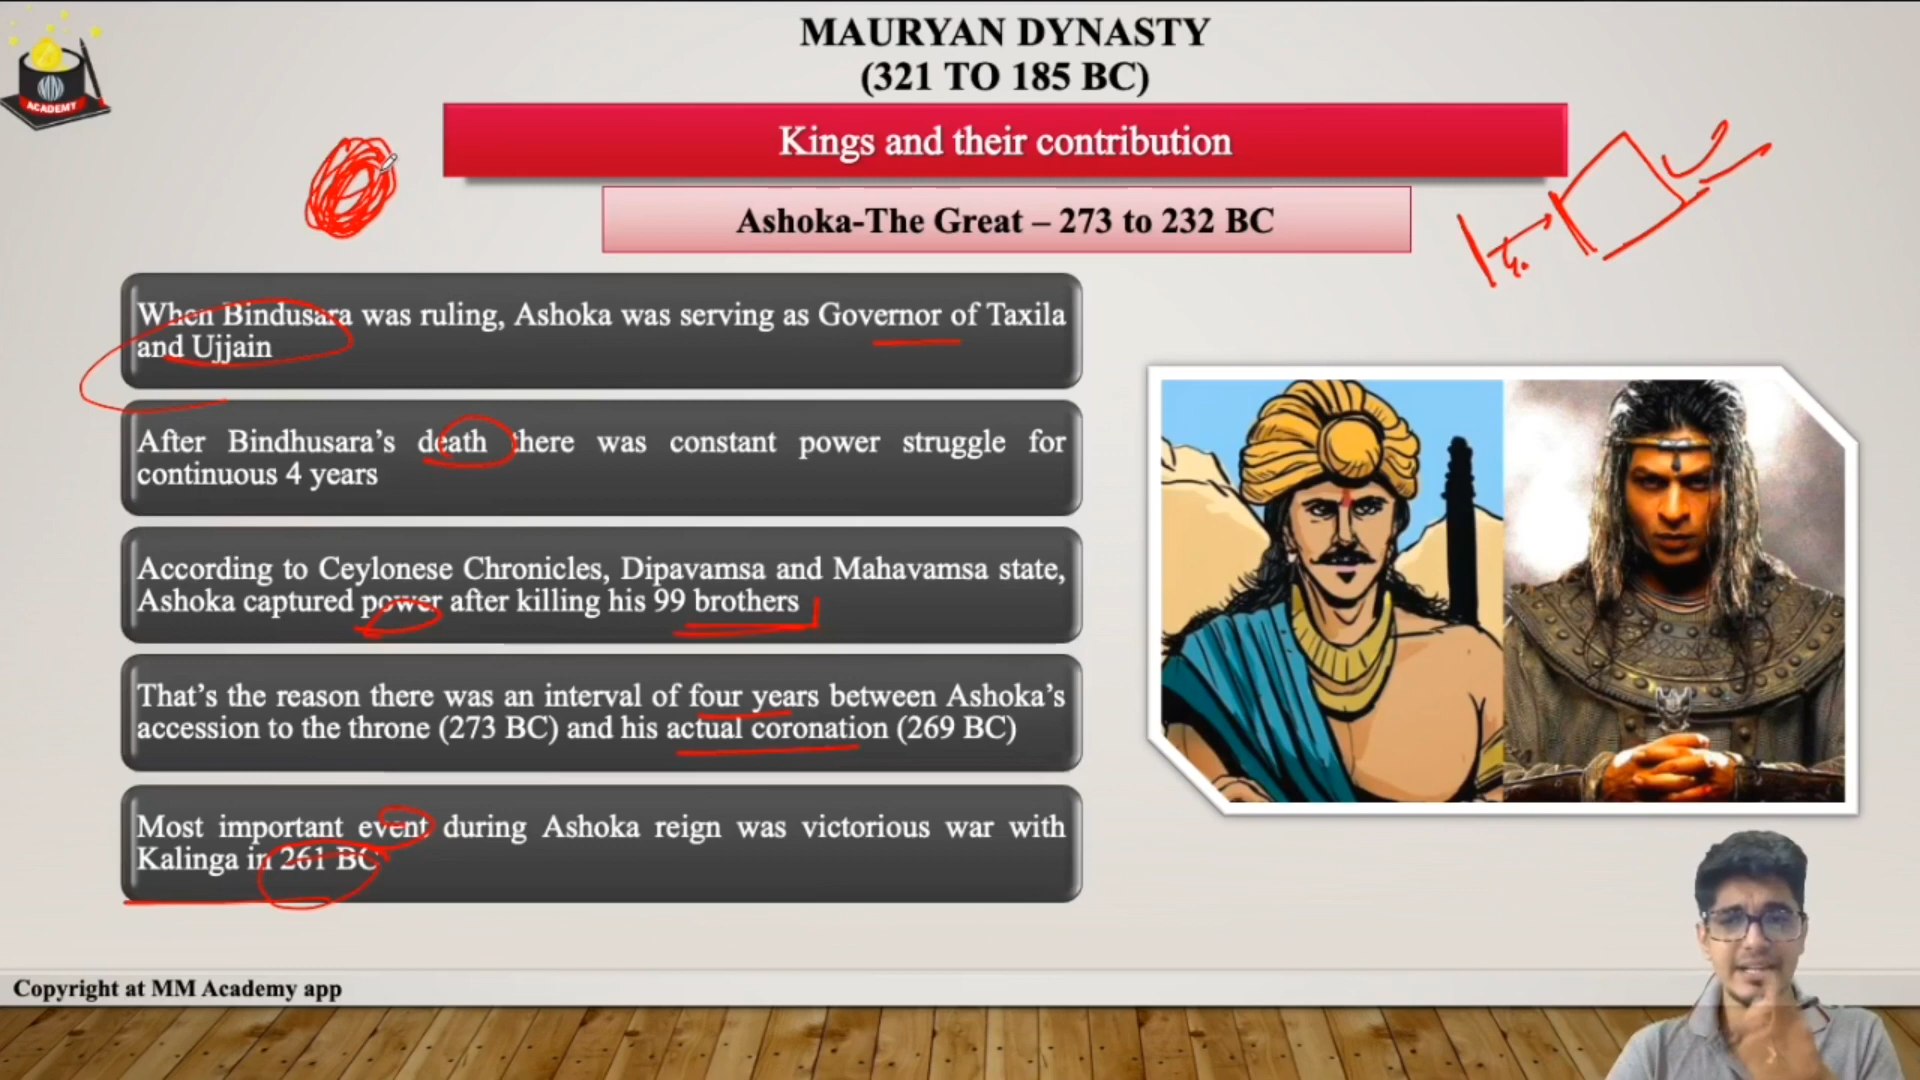 ACADEMY
MAURYAN DYNASTY
(321 TO 185 BC)
Kings and their contribution
Ashoka-The Great – 273 to 232 BC
When Bindusara was ruling, Ashoka was serving as Governor of Taxila
and Ujjain
After Bindhusara’s death there was constant power struggle for
continuous 4 years
According to Ceylonese Chronicles, Dipavamsa and Mahavamsa state,
Ashoka captured power after killing his 99 brothers
That’s the reason there was an interval of four years between Ashoka’s
accession to the throne (273 BC) and his actual coronation (269 BC)
Most important event during Ashoka reign was victorious war with
Kalinga in 261 BC
Copyright at MM Academy app